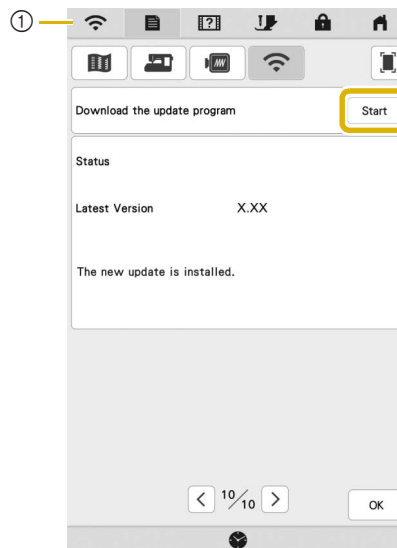 ①
Download the update program Start
Status
Latest Version X.XX
The new update is installed.
10/10
OK